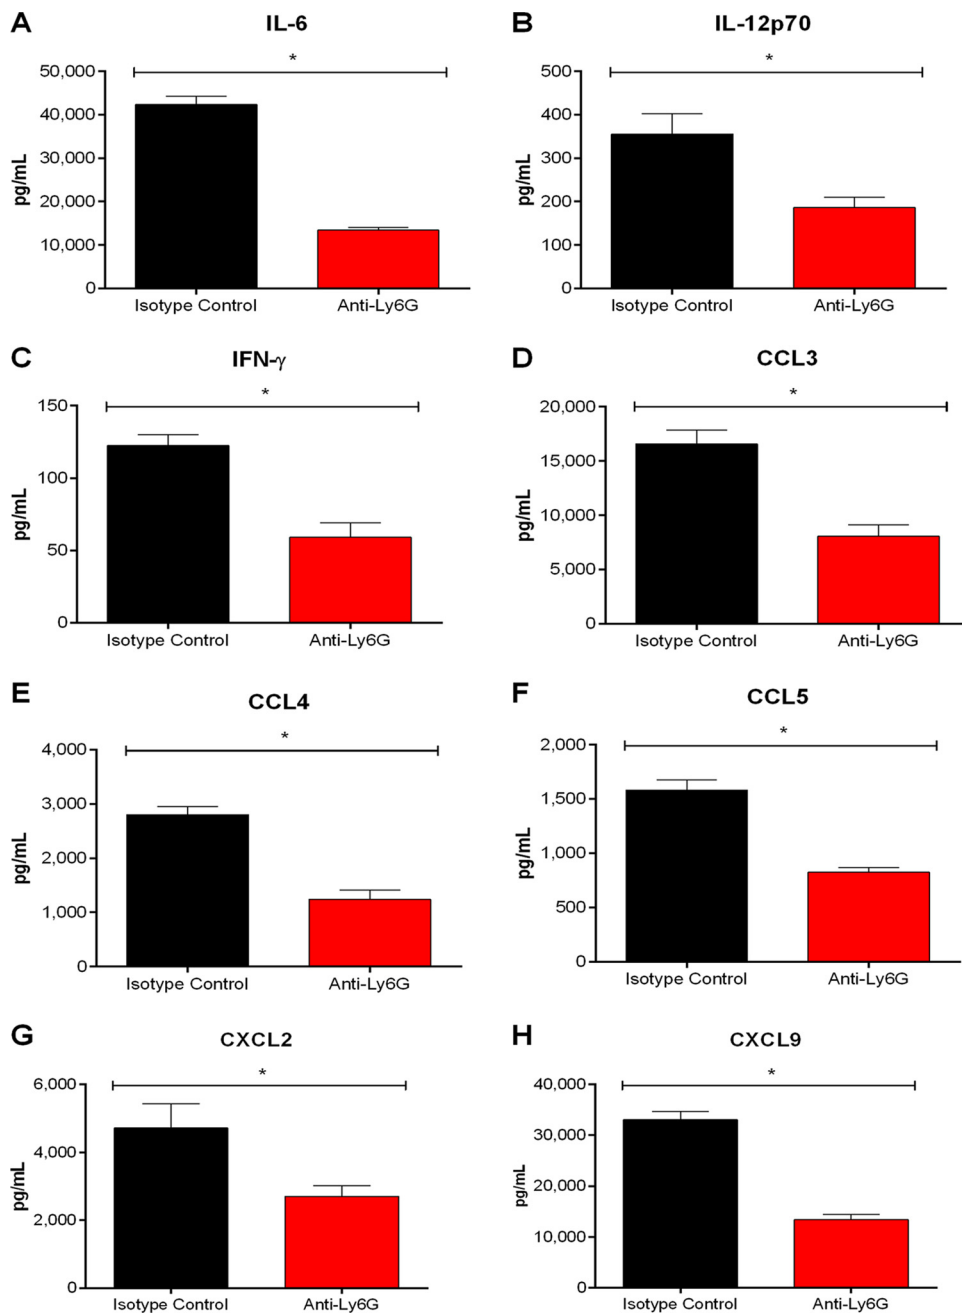 A
IL-6
*
50,000
40,000
30,000
20,000
10,000
0
pg/mL
Isotype Control
Anti-Ly6G
B
IL-12p70
*
500
400
300
200
100
0
pg/mL
Isotype Control
Anti-Ly6G
C
IFN-γ
*
150
100
50
0
pg/mL
Isotype Control
Anti-Ly6G
D
CCL3
*
20,000
15,000
10,000
5,000
0
pg/mL
Isotype Control
Anti-Ly6G
E
CCL4
*
4,000
3,000
2,000
1,000
0
pg/mL
Isotype Control
Anti-Ly6G
F
CCL5
*
2,000
1,500
1,000
500
0
pg/mL
Isotype Control
Anti-Ly6G
G
CXCL2
*
6,000
4,000
2,000
0
pg/mL
Isotype Control
Anti-Ly6G
H
CXCL9
*
40,000
30,000
20,000
10,000
0
pg/mL
Isotype Control
Anti-Ly6G